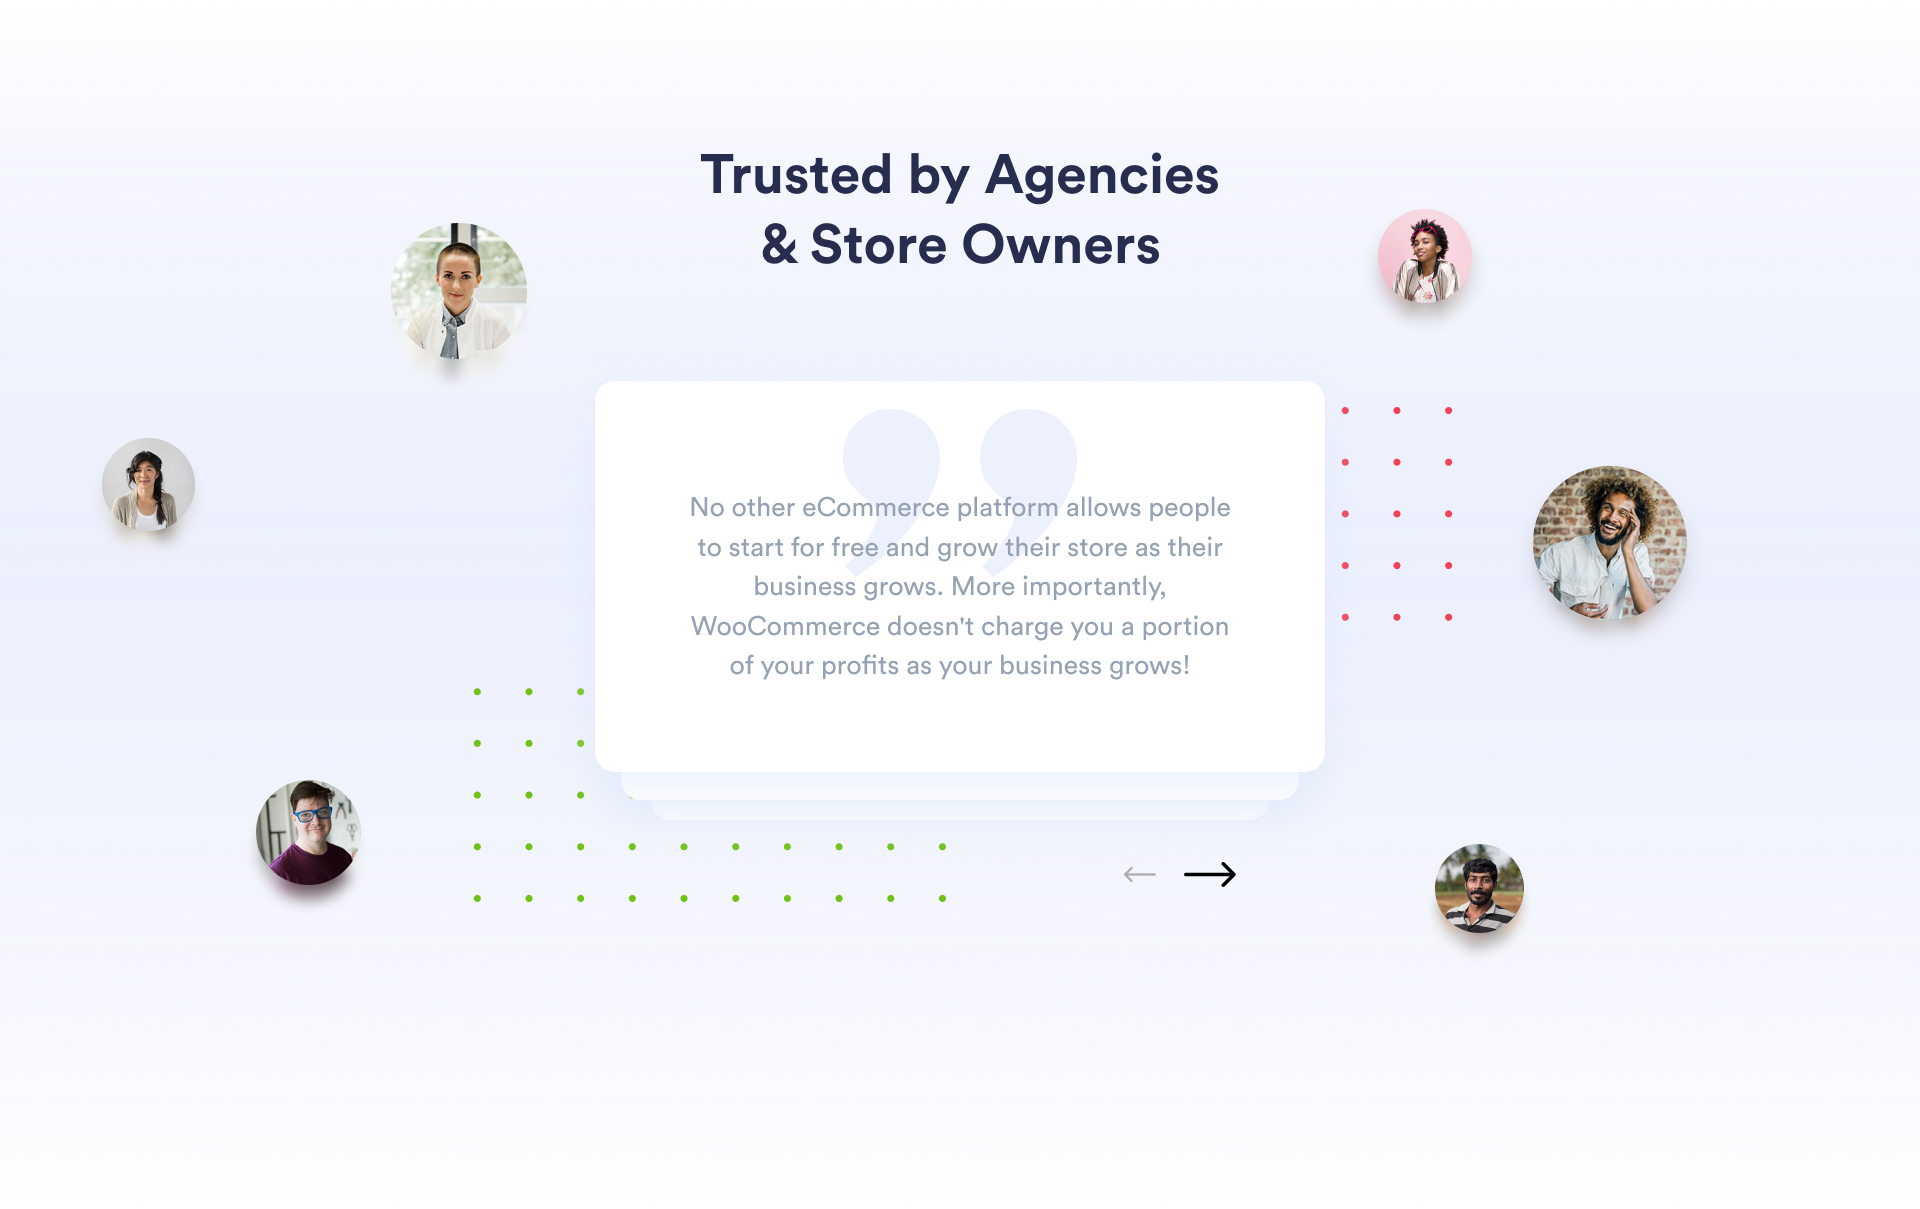 Trusted by Agencies
& Store Owners
No other eCommerce platform allows people
to start for free and grow their store as their
business grows. More importantly,
WooCommerce doesn't charge you a portion
of your profits as your business grows!